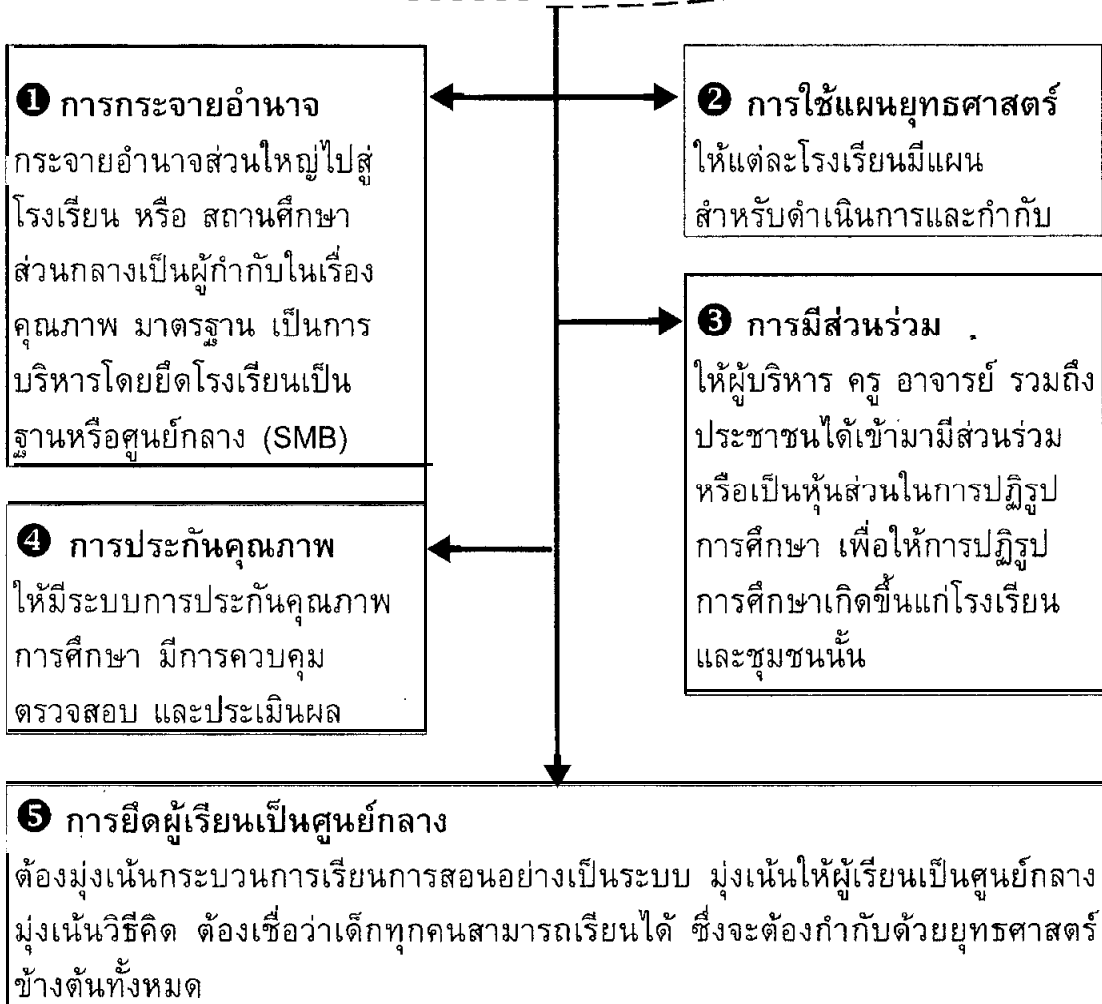 ❶ การกระจายอำนาจ
กระจายอำนาจส่วนใหญ่ไปสู่
โรงเรียน หรือ สถานศึกษา
ส่วนกลางเป็นผู้กำกับในเรื่อง
คุณภาพ มาตรฐาน เป็นการ
บริหารโดยยึดโรงเรียนเป็น
ฐานหรือศูนย์กลาง (SMB)
❷ การใช้แผนยุทธศาสตร์
ให้แต่ละโรงเรียนมีแผน
สำหรับดำเนินการและกำกับ
❸ การมีส่วนร่วม
ให้ผู้บริหาร ครู อาจารย์ รวมถึง
ประชาชนได้เข้ามามีส่วนร่วม
หรือเป็นหุ้นส่วนในการปฏิรูป
การศึกษา เพื่อให้การปฏิรูป
การศึกษาเกิดขึ้นแก่โรงเรียน
และชุมชนนั้น
❹ การประกันคุณภาพ
ให้มีระบบการประกันคุณภาพ
การศึกษา มีการควบคุม
ตรวจสอบ และประเมินผล
❺ การยึดผู้เรียนเป็นศูนย์กลาง
ต้องมุ่งเน้นกระบวนการเรียนการสอนอย่างเป็นระบบ มุ่งเน้นให้ผู้เรียนเป็นศูนย์กลาง
มุ่งเน้นวิธีคิด ต้องเชื่อว่าเด็กทุกคนสามารถเรียนได้ ซึ่งจะต้องกำกับด้วยยุทธศาสตร์
ข้างต้นทั้งหมด